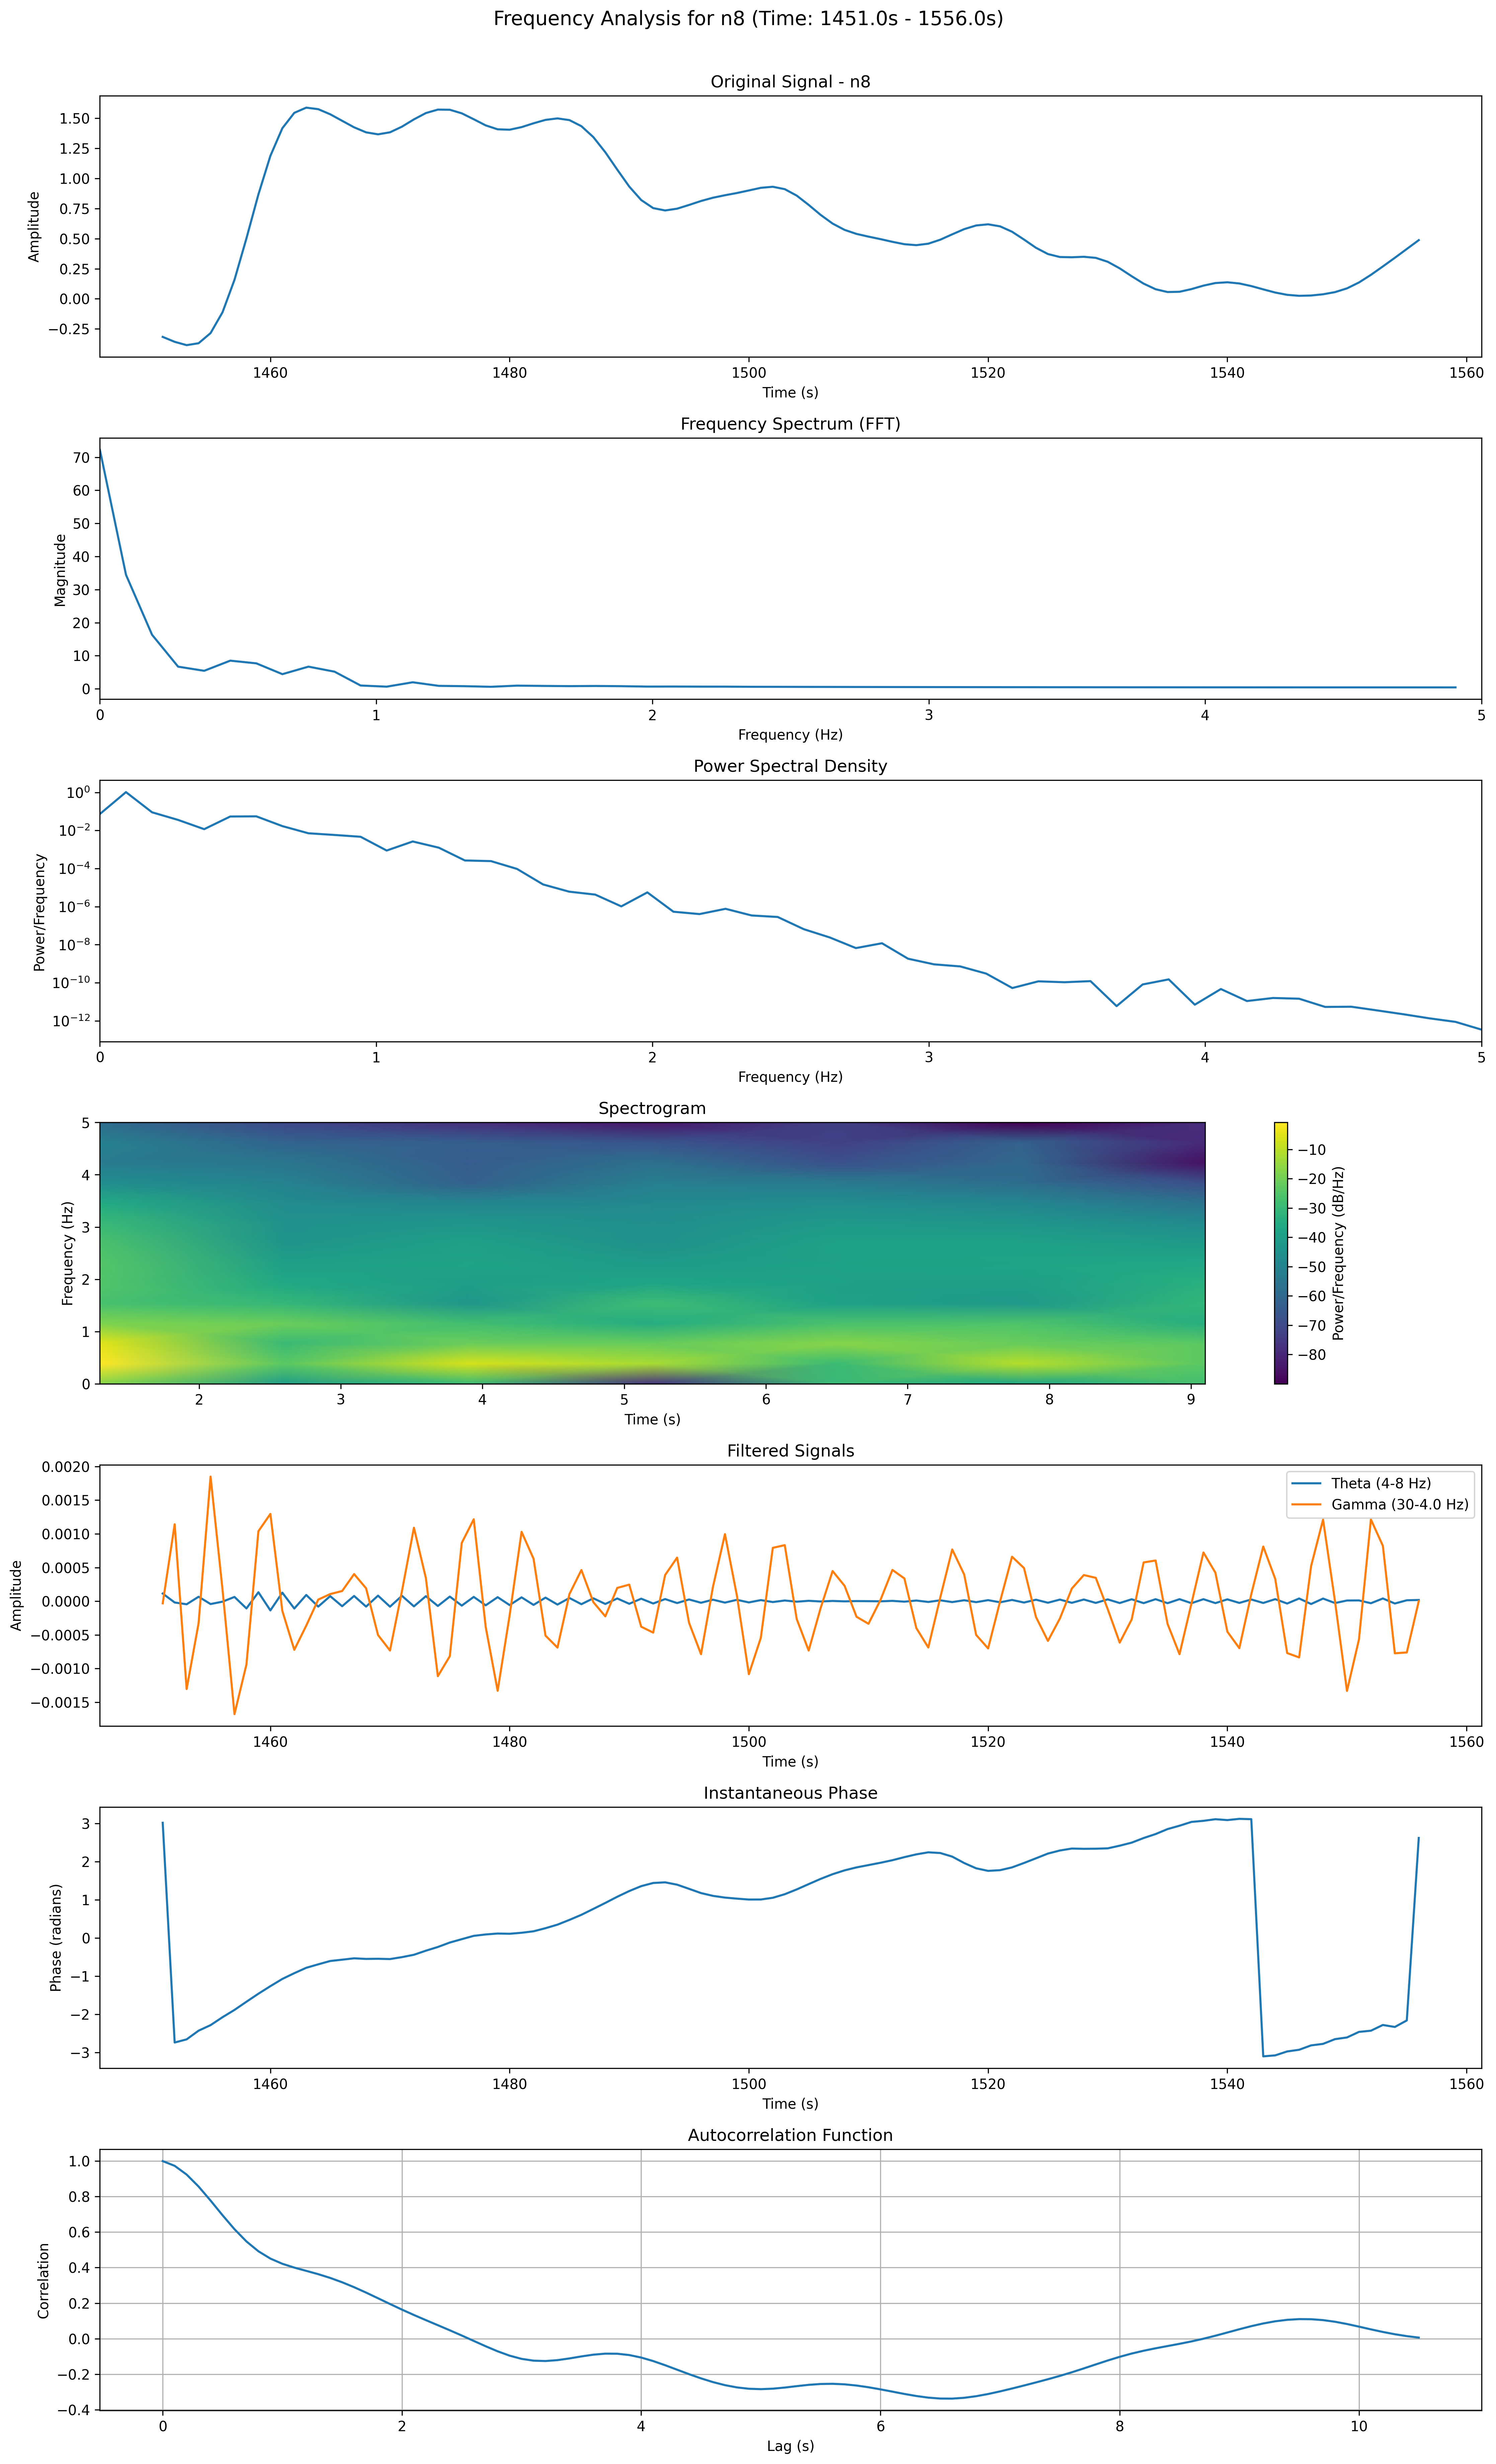 Frequency Analysis for n8 (Time: 1451.0s - 1556.0s)
Original Signal - n8
1.50
1.25
1.00
0.75
0.50
0.25
0.00
−0.25
Amplitude
1460 1480 1500 1520 1540 1560
Time (s)
Frequency Spectrum (FFT)
70
60
50
40
30
20
10
0
Magnitude
0 1 2 3 4 5
Frequency (Hz)
Power Spectral Density
10⁰
10⁻²
10⁻⁴
10⁻⁶
10⁻⁸
10⁻¹⁰
10⁻¹²
Power/Frequency
0 1 2 3 4 5
Frequency (Hz)
Spectrogram
5
4
3
2
1
0
Frequency (Hz)
2 3 4 5 6 7 8 9
Time (s)
−10
−20
−30
−40
−50
−60
−70
−80
Power/Frequency (dB/Hz)
Filtered Signals
0.0020
0.0015
0.0010
0.0005
0.0000
−0.0005
−0.0010
−0.0015
Amplitude
Theta (4-8 Hz)
Gamma (30-4.0 Hz)
1460 1480 1500 1520 1540 1560
Time (s)
Instantaneous Phase
3
2
1
0
−1
−2
−3
Phase (radians)
1460 1480 1500 1520 1540 1560
Time (s)
Autocorrelation Function
1.0
0.8
0.6
0.4
0.2
0.0
−0.2
−0.4
Correlation
0 2 4 6 8 10
Lag (s)